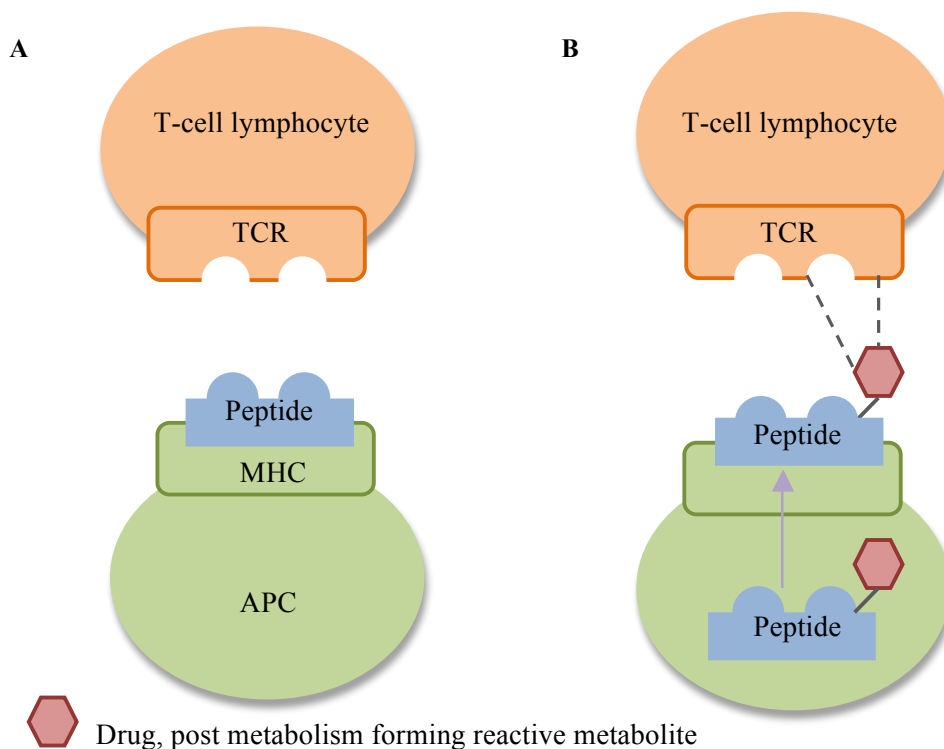 A
B
T-cell lymphocyte
T-cell lymphocyte
TCR
TCR
Peptide
MHC
Peptide
APC
Peptide
Drug, post metabolism forming reactive metabolite